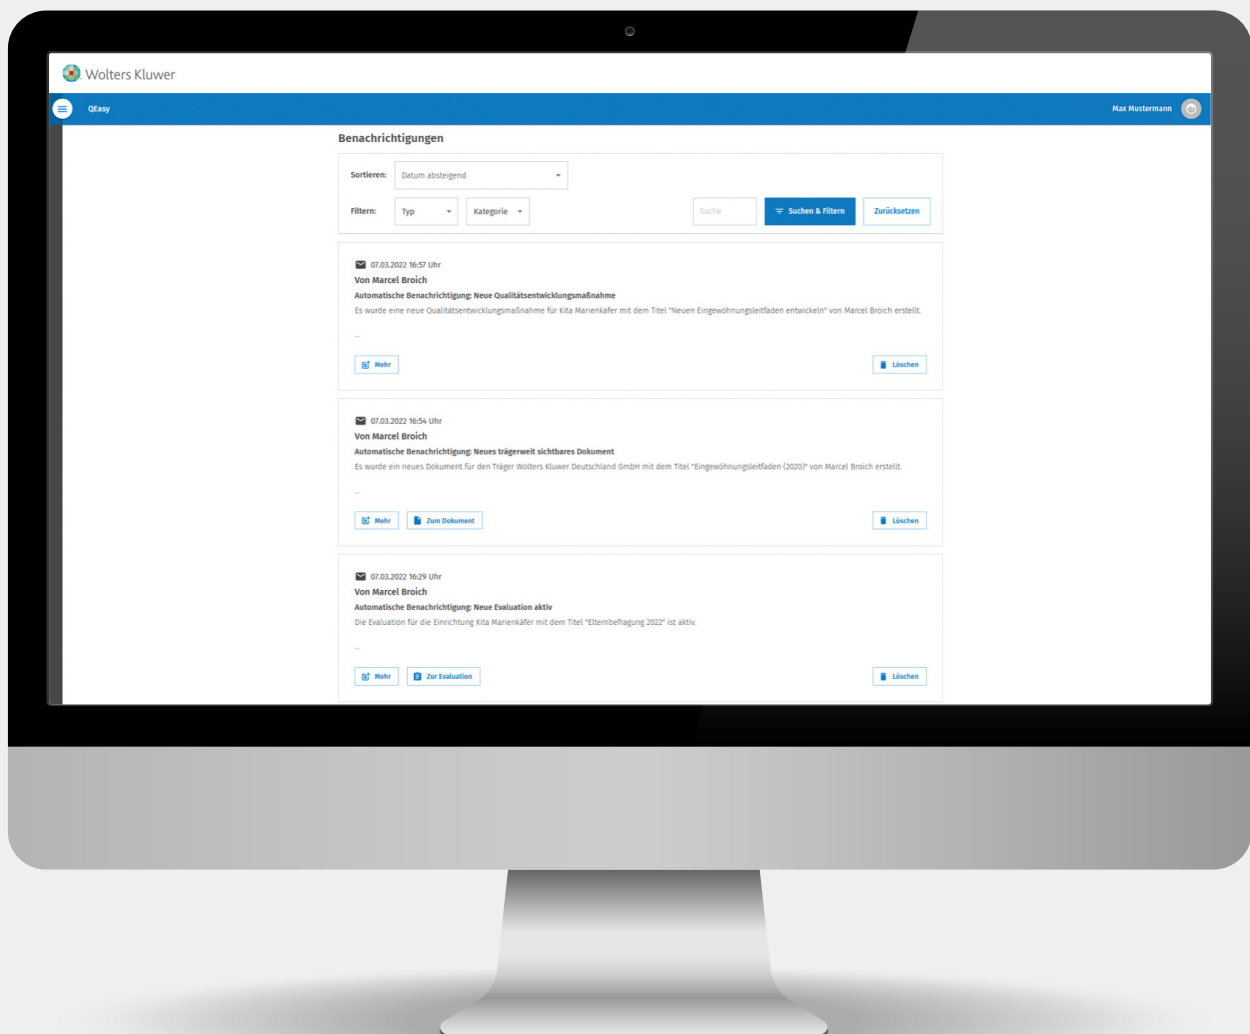 Wolters Kluwer
QEasy
Max Mustermann
Benachrichtigungen
Sortieren: Datum absteigend
Filtern: Typ Kategorie Suche Suchen & Filtern Zurücksetzen
07.03.2022 16:57 Uhr
Von Marcel Broich
Automatische Benachrichtigung: Neue Qualitätsentwicklungsmaßnahme
Es wurde eine neue Qualitätsentwicklungsmaßnahme für Kita Marienkäfer mit dem Titel "Neuen Eingewöhnungsleitfaden entwickeln" von Marcel Broich erstellt.
...
Mehr Löschen
07.03.2022 16:54 Uhr
Von Marcel Broich
Automatische Benachrichtigung: Neues trägerweit sichtbares Dokument
Es wurde ein neues Dokument für den Träger Wolters Kluwer Deutschland GmbH mit dem Titel "Eingewöhnungsleitfaden (2020)" von Marcel Broich erstellt.
...
Mehr Zum Dokument Löschen
07.03.2022 16:29 Uhr
Von Marcel Broich
Automatische Benachrichtigung: Neue Evaluation aktiv
Die Evaluation für die Einrichtung Kita Marienkäfer mit dem Titel "Elternbefragung 2022" ist aktiv.
...
Mehr Zur Evaluation Löschen